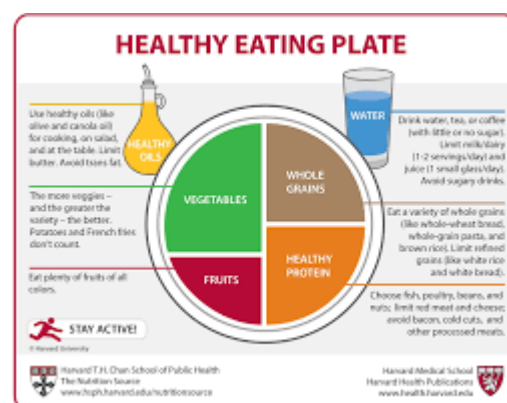 HEALTHY EATING PLATE
Use healthy oils (like
olive and canola oil)
for cooking, on salad,
and at the table. Limit
butter. Avoid trans fat.
HEALTHY
OILS
The more veggies –
and the greater the
variety – the better.
Potatoes and French fries
don't count.
Eat plenty of fruits of all
colors.
VEGETABLES
FRUITS
WHOLE
GRAINS
HEALTHY
PROTEIN
WATER
Drink water, tea, or coffee
(with little or no sugar).
Limit milk/dairy
(1-2 servings/day) and
juice (1 small glass/day).
Avoid sugary drinks.
Eat a variety of whole grains
(like whole-wheat bread,
whole-grain pasta, and
brown rice). Limit refined
grains (like white rice
and white bread).
Choose fish, poultry, beans, and
nuts; limit red meat and cheese;
avoid bacon, cold cuts, and
other processed meats.
STAY ACTIVE!
© Harvard University
Harvard T.H. Chan School of Public Health
The Nutrition Source
www.hsph.harvard.edu/nutritionsource
Harvard Medical School
Harvard Health Publications
www.health.harvard.edu